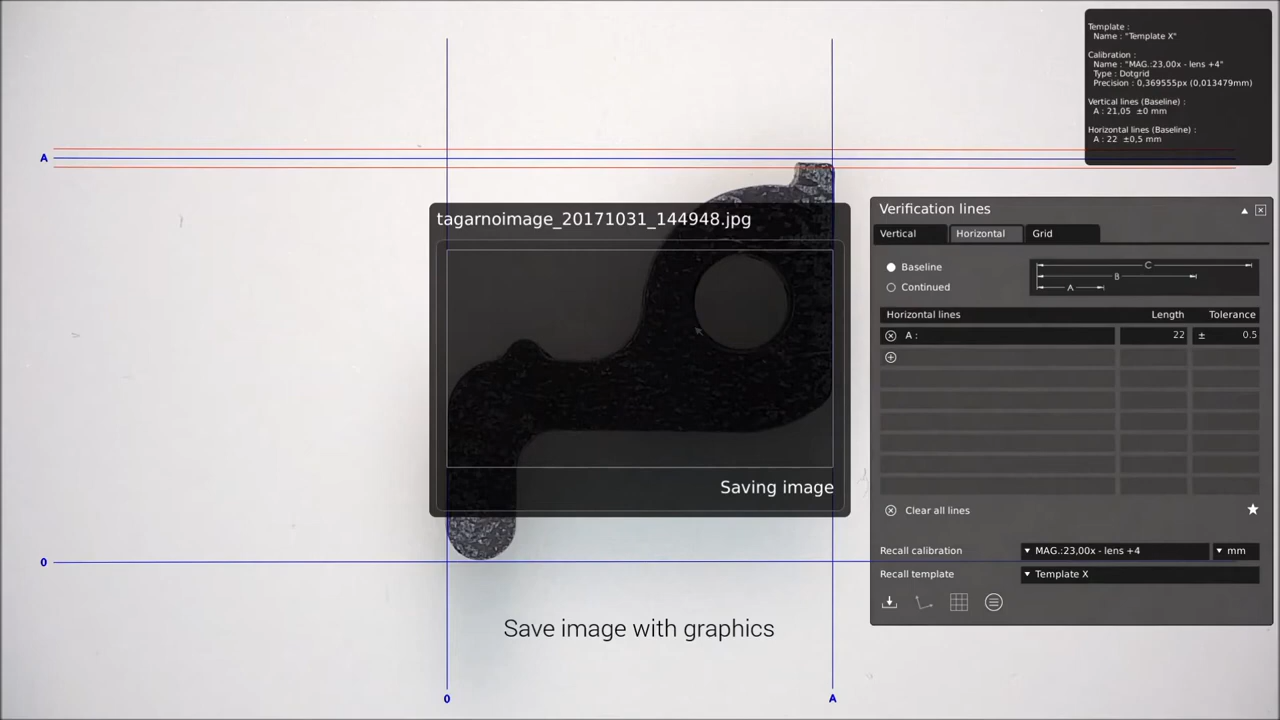 Template :
Name : "Template X"
Calibration :
Name : "MAG.:23,00x - lens +4"
Type : Dotgrid
Precision : 0,369555px (0,013479mm)
Vertical lines (Baseline) :
A : 21,05 ±0 mm
Horizontal lines (Baseline) :
A : 22 ±0,5 mm
A
tagarnoimage_20171031_144948.jpg
Saving image
Verification lines
Vertical Horizontal Grid
Baseline
Continued
C
B
A
Horizontal lines Length Tolerance
A : 22 ± 0.5
Clear all lines
Recall calibration MAG.:23,00x - lens +4 mm
Recall template Template X
0
Save image with graphics
0 A